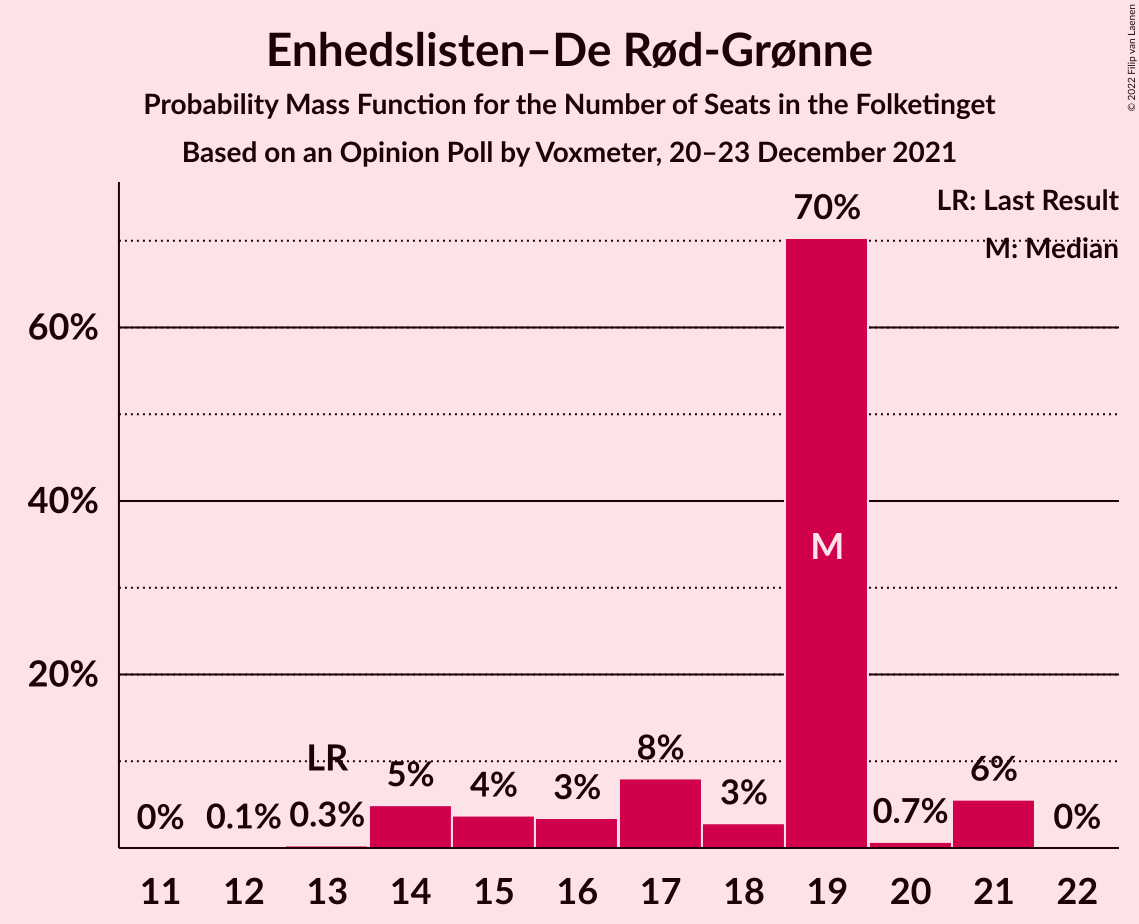 Enhedslisten–De Rød-Grønne
Probability Mass Function for the Number of Seats in the Folketinget
Based on an Opinion Poll by Voxmeter, 20–23 December 2021
© 2022 Filip van Laenen
LR: Last Result
M: Median
60%
40%
20%
0%
0.1%
LR
0.3%
5%
4%
3%
8%
3%
70%
M
0.7%
6%
0%
11 12 13 14 15 16 17 18 19 20 21 22